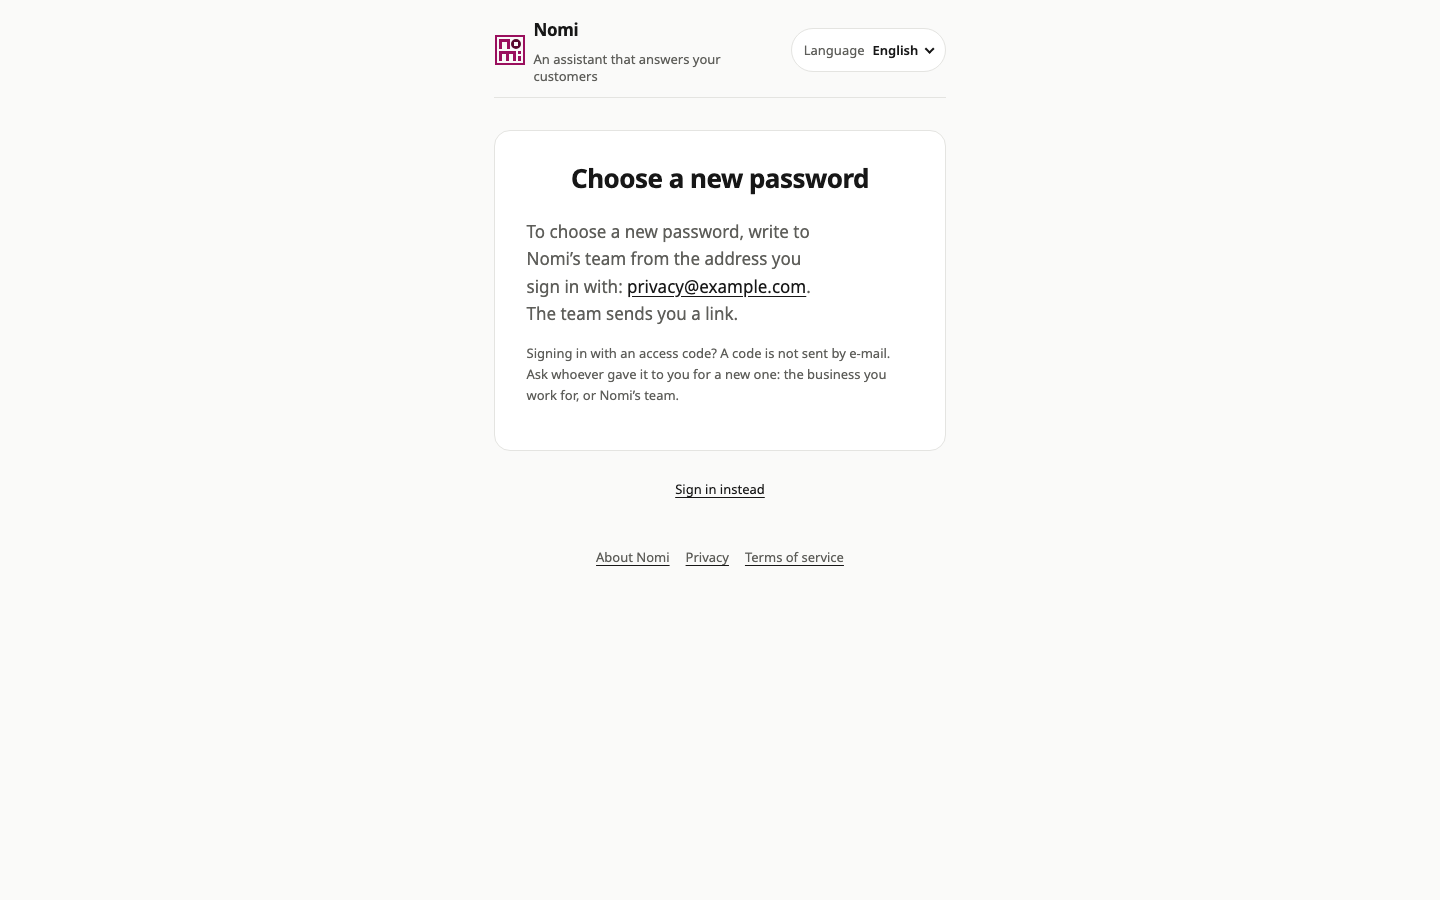 no
mi
Nomi
An assistant that answers your
customers
Language English
Choose a new password
To choose a new password, write to
Nomi’s team from the address you
sign in with: privacy@example.com.
The team sends you a link.
Signing in with an access code? A code is not sent by e-mail.
Ask whoever gave it to you for a new one: the business you
work for, or Nomi’s team.
Sign in instead
About Nomi Privacy Terms of service